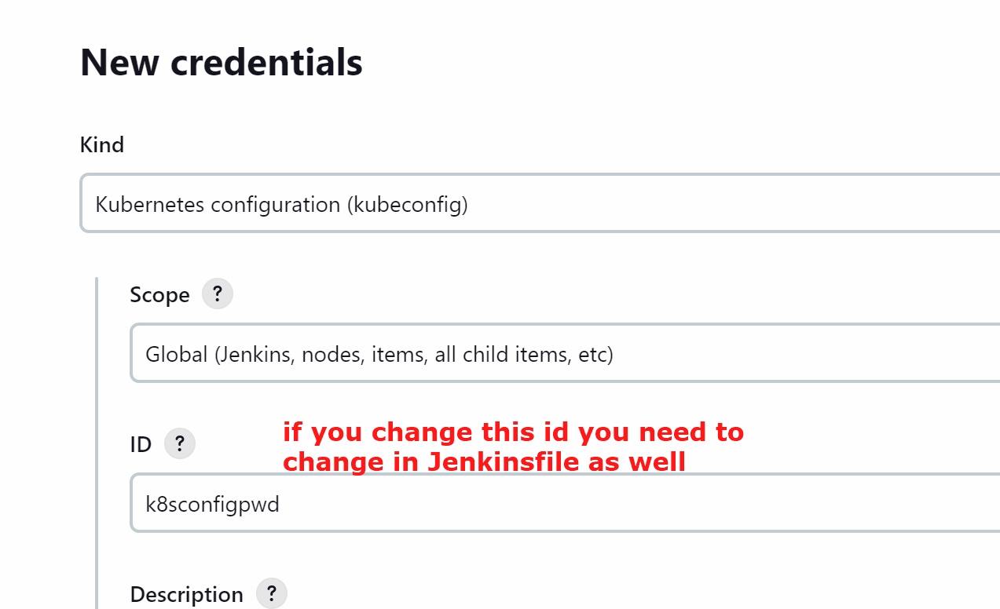 New credentials
Kind
Kubernetes configuration (kubeconfig)
Scope ?
Global (Jenkins, nodes, items, all child items, etc)
ID ?
if you change this id you need to
change in Jenkinsfile as well
k8sconfigpwd
Description ?